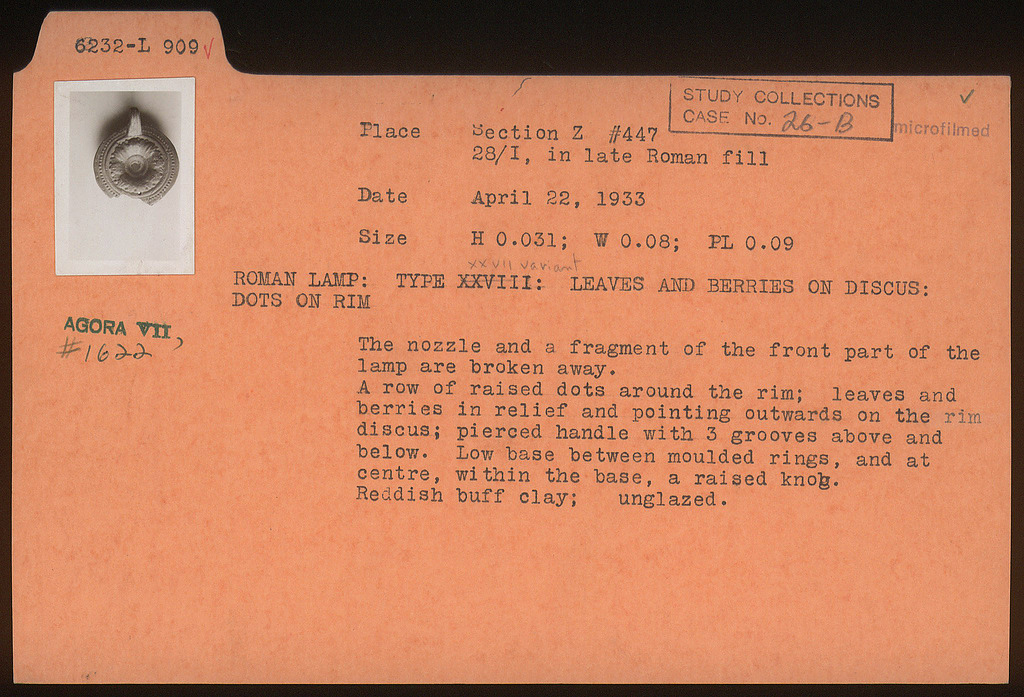 6232-L 909 ✓
STUDY COLLECTIONS
CASE No. 26-B
✓
microfilmed
Place Section Z #447
28/I, in late Roman fill
Date April 22, 1933
Size H 0.031; W 0.08; PL 0.09
xxvii variant
ROMAN LAMP: TYPE XXVIII: LEAVES AND BERRIES ON DISCUS:
DOTS ON RIM
AGORA VII,
#1622
The nozzle and a fragment of the front part of the
lamp are broken away.
A row of raised dots around the rim; leaves and
berries in relief and pointing outwards on the rim
discus; pierced handle with 3 grooves above and
below. Low base between moulded rings, and at
centre, within the base, a raised knob.
Reddish buff clay; unglazed.